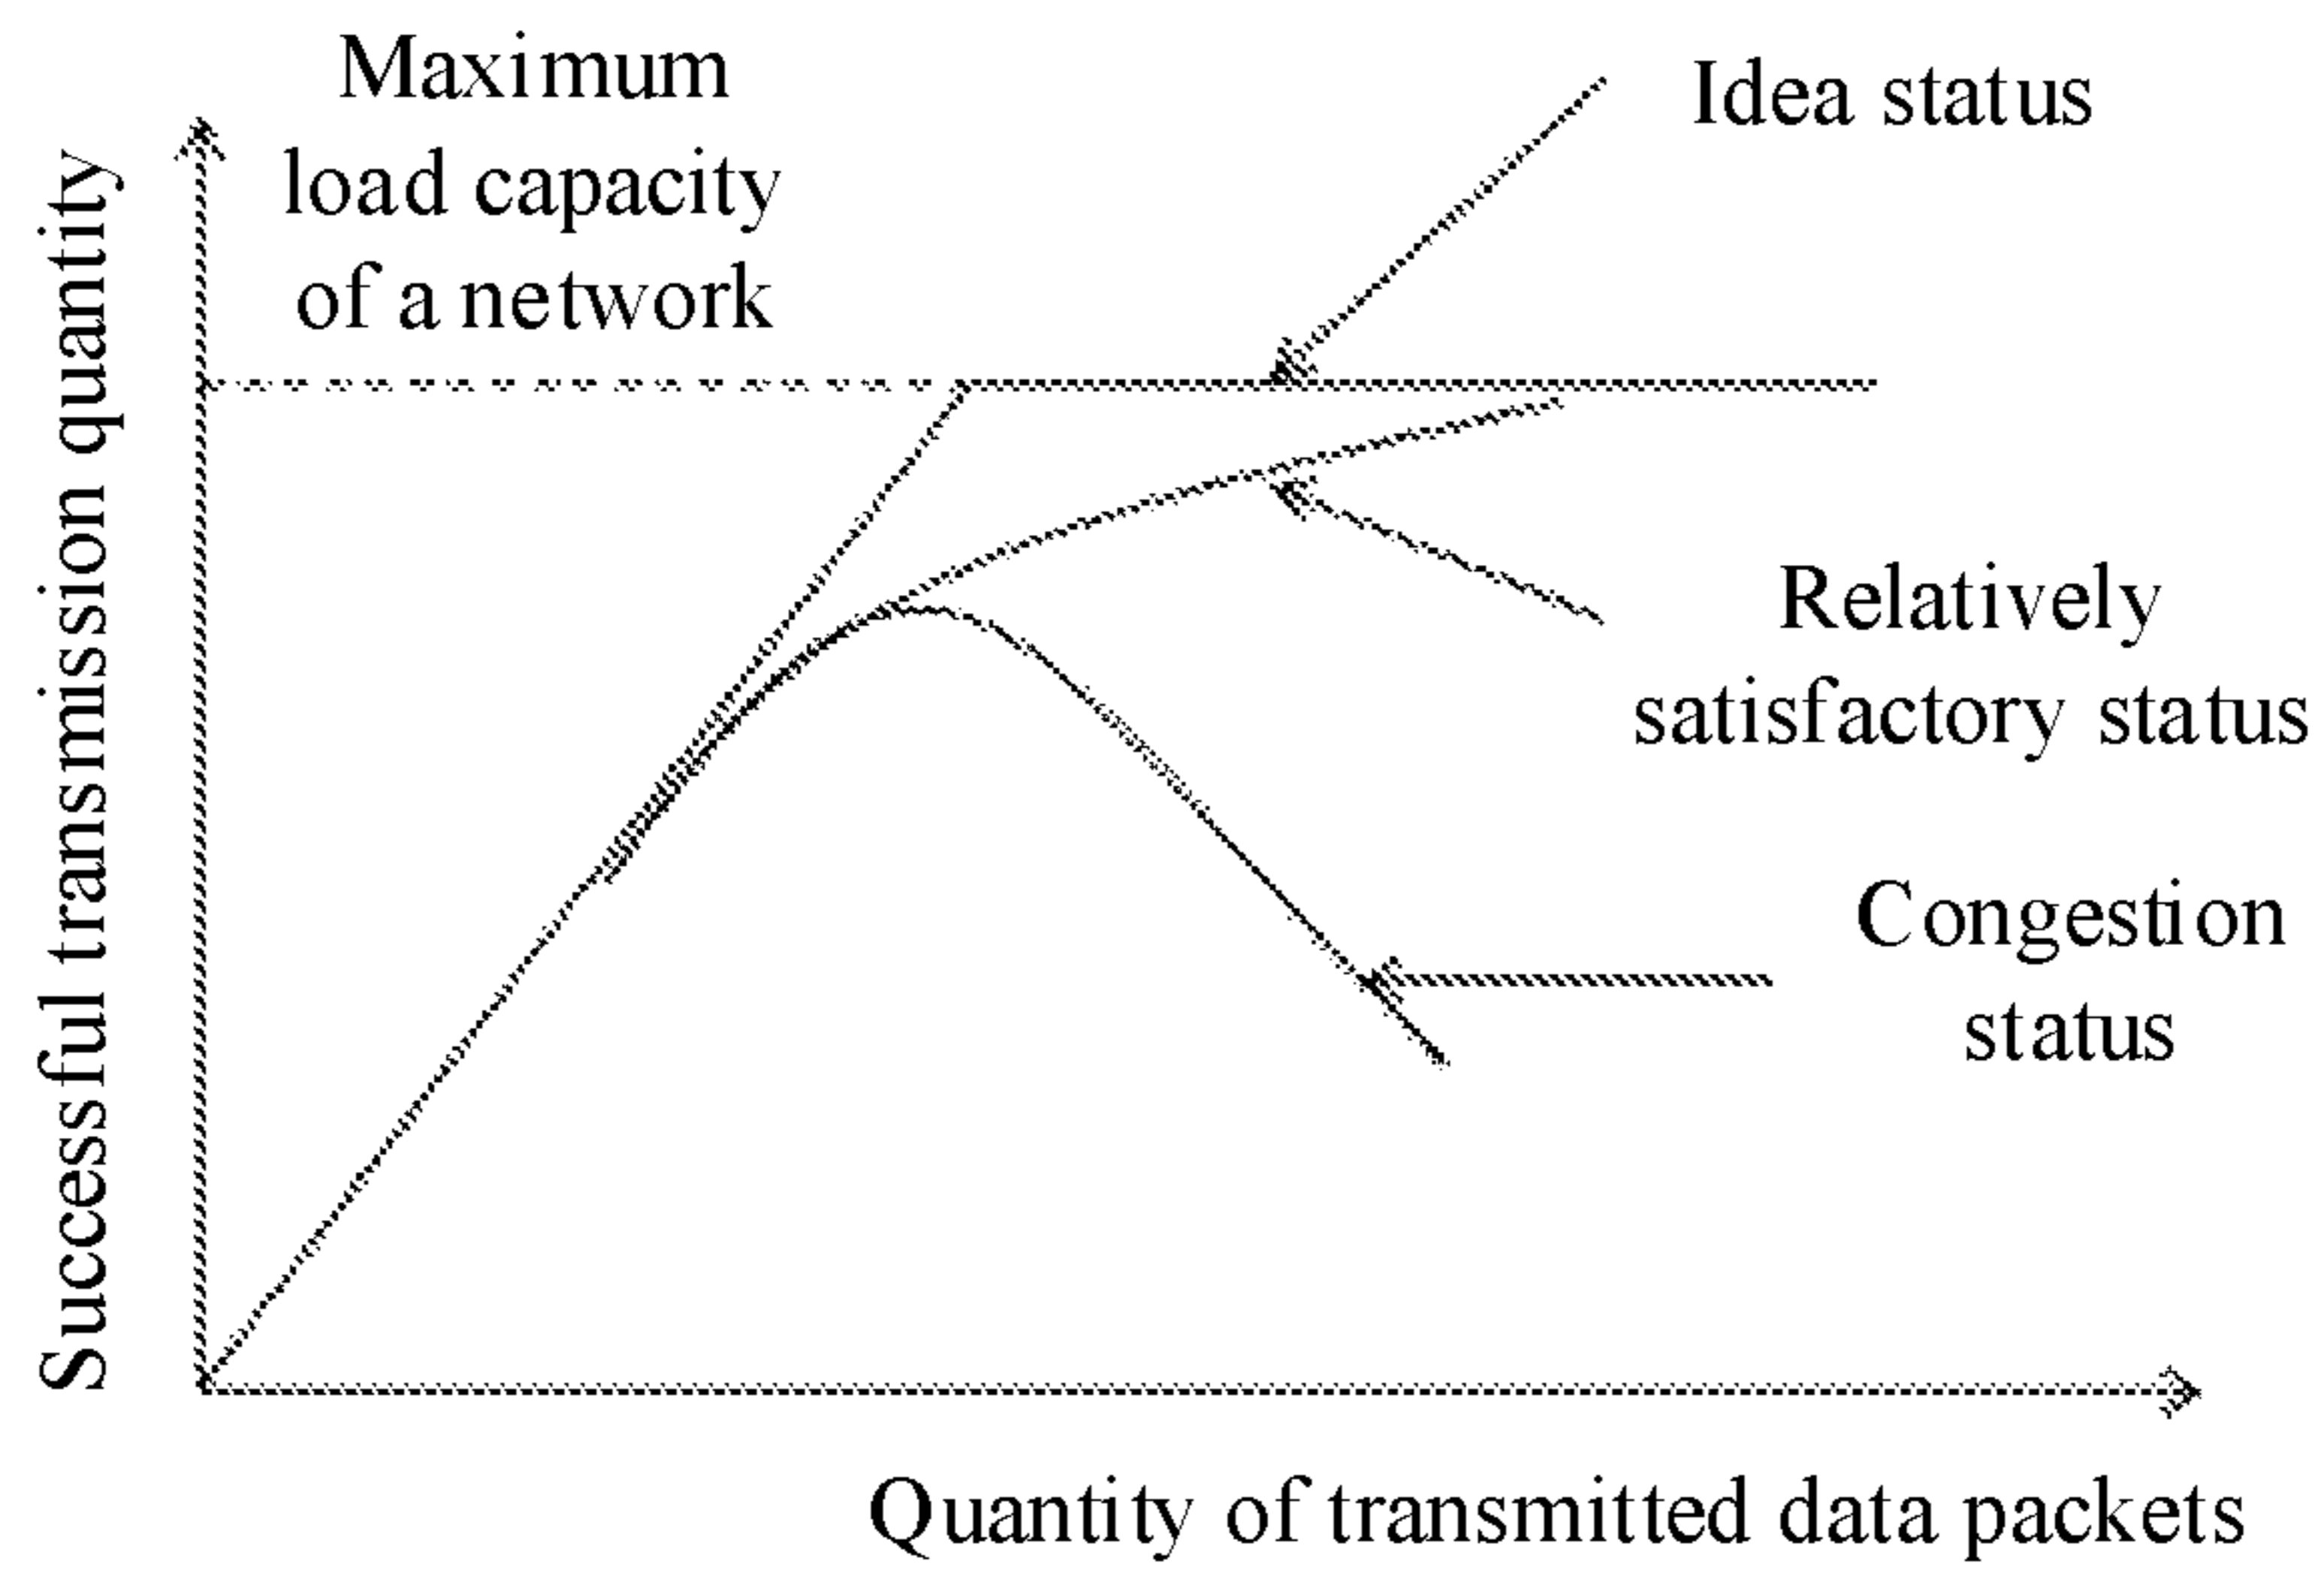 Maximum
load capacity
of a network
Idea status
Successful transmission quantity
Relatively
satisfactory status
Congestion
status
Quantity of transmitted data packets